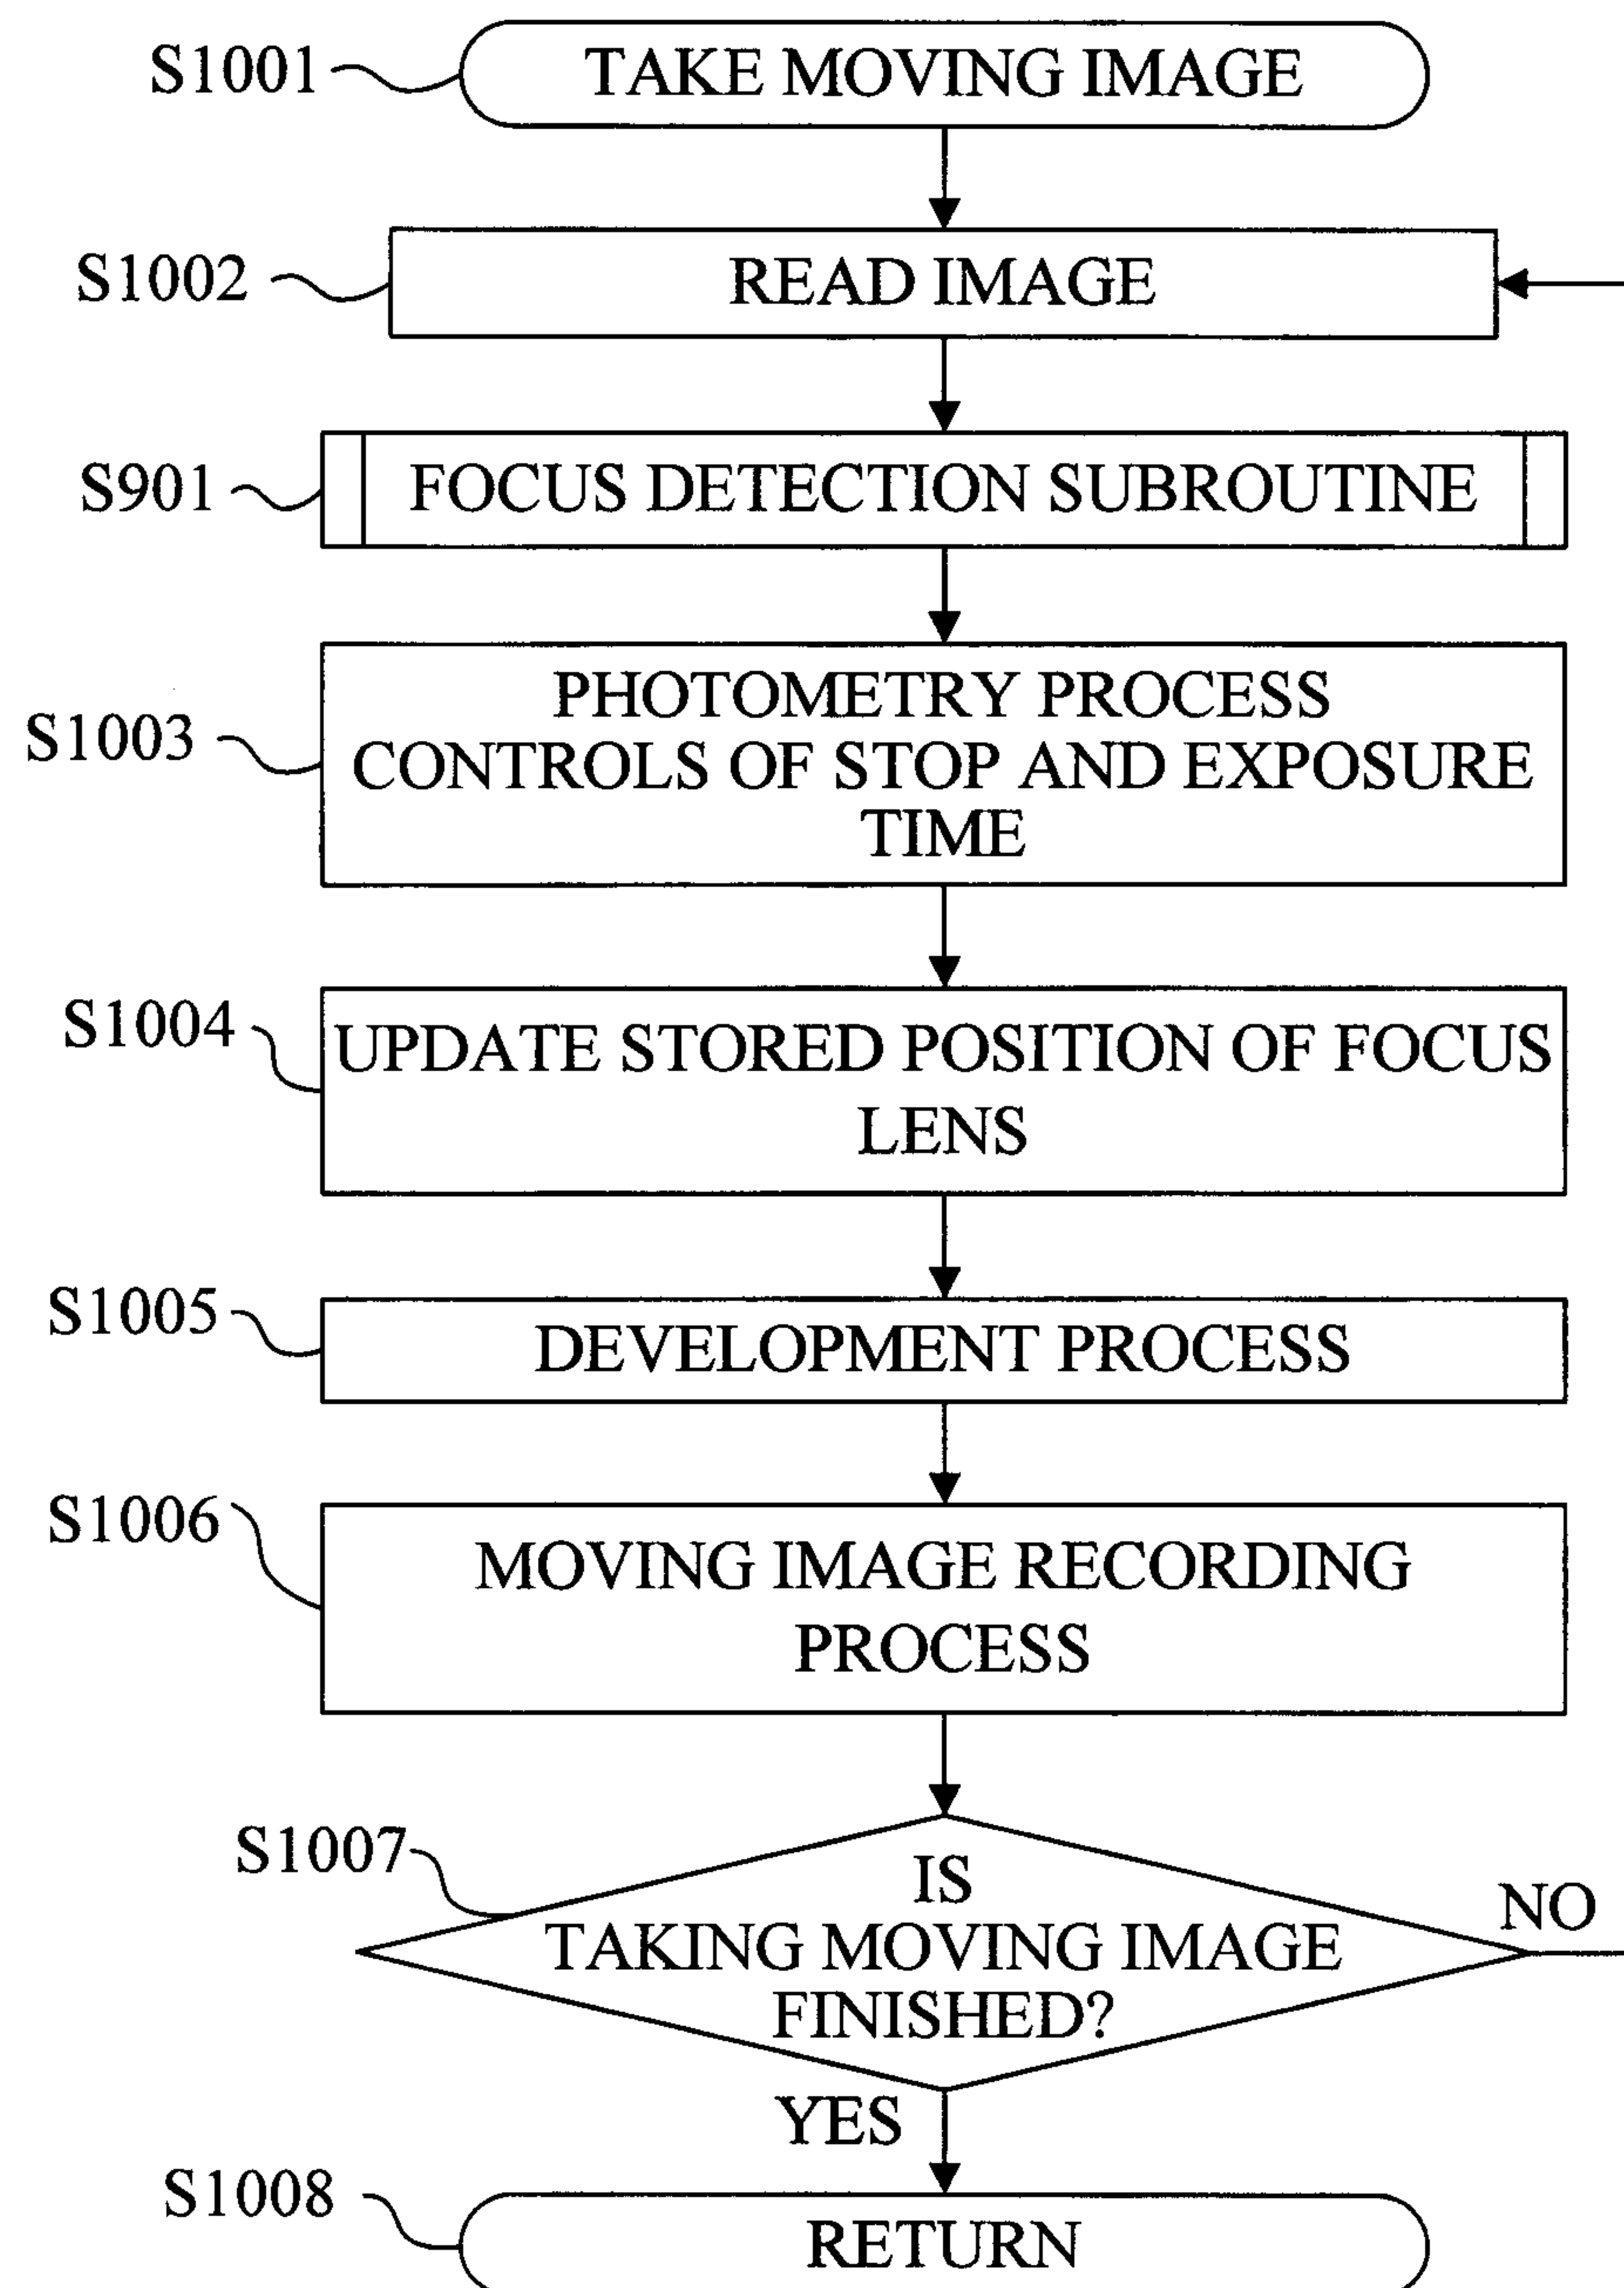 S1001
TAKE MOVING IMAGE
S1002
READ IMAGE
S901
FOCUS DETECTION SUBROUTINE
S1003
PHOTOMETRY PROCESS
CONTROLS OF STOP AND EXPOSURE
TIME
S1004
UPDATE STORED POSITION OF FOCUS
LENS
S1005
DEVELOPMENT PROCESS
S1006
MOVING IMAGE RECORDING
PROCESS
S1007
IS
TAKING MOVING IMAGE
FINISHED?
NO
YES
S1008
RETURN